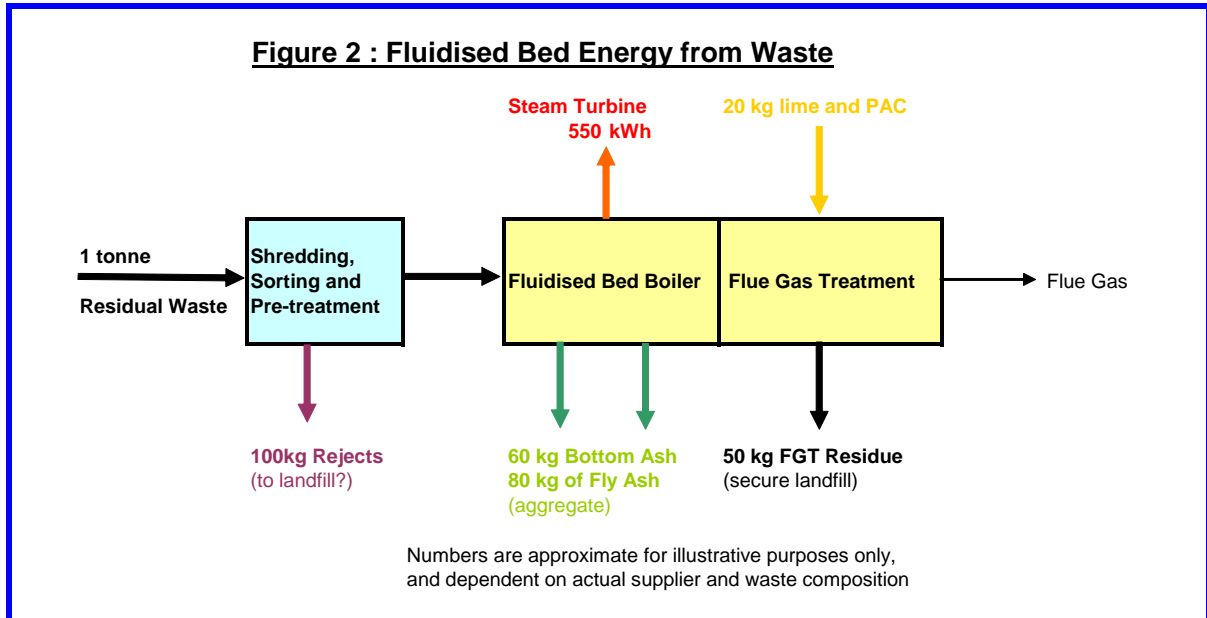 Figure 2 : Fluidised Bed Energy from Waste
Steam Turbine
550 kWh
20 kg lime and PAC
1 tonne
Residual Waste
Shredding,
Sorting and
Pre-treatment
Fluidised Bed Boiler
Flue Gas Treatment
Flue Gas
100kg Rejects
(to landfill?)
60 kg Bottom Ash
80 kg of Fly Ash
(aggregate)
50 kg FGT Residue
(secure landfill)
Numbers are approximate for illustrative purposes only,
and dependent on actual supplier and waste composition